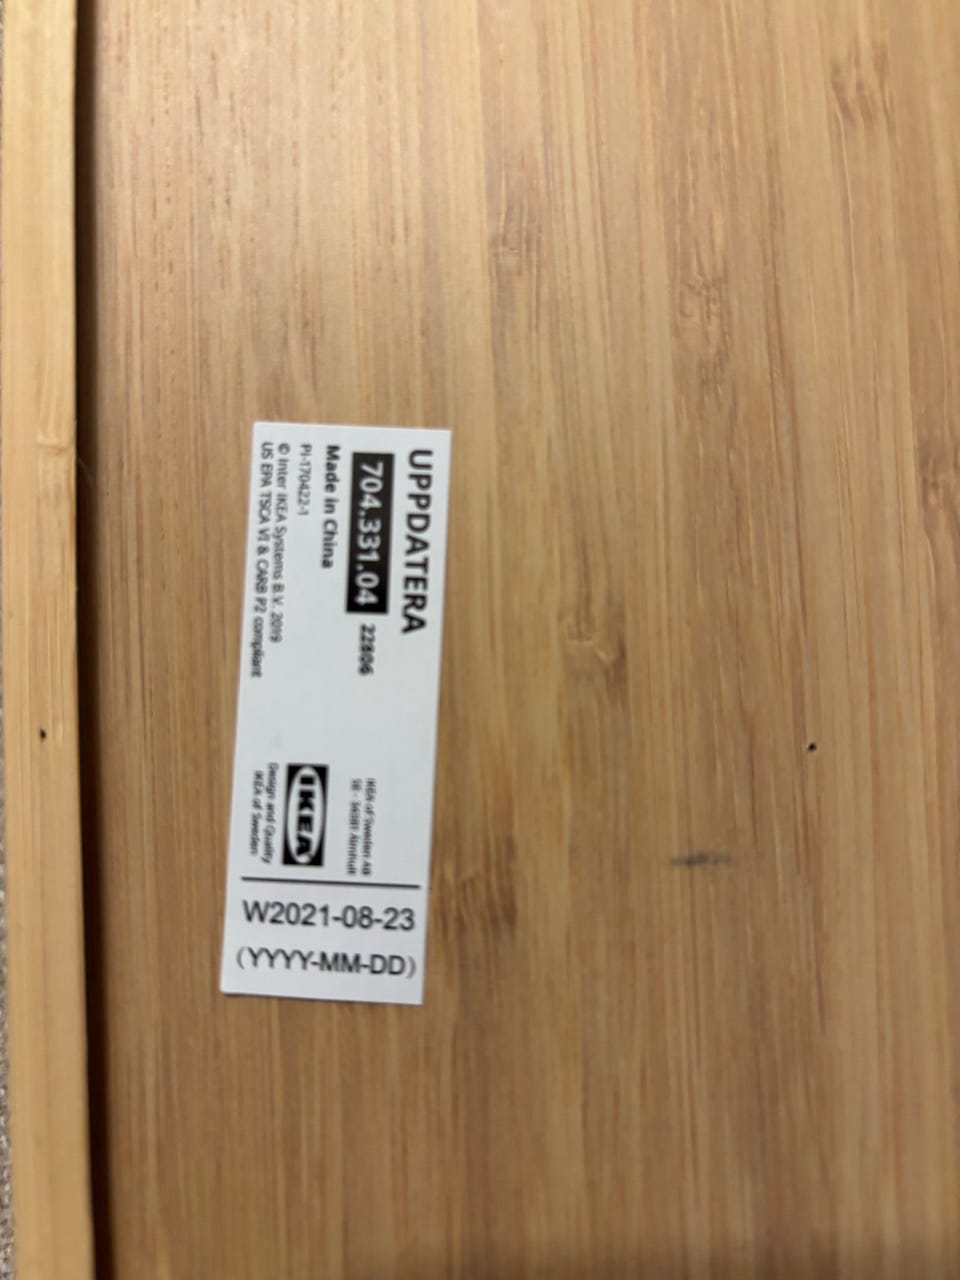 UPPDATERA
704.331.04 22806
Made in China
PI-170422-1
© Inter IKEA Systems B.V. 2019
US EPA TSCA VI & CARB P2 compliant
IKEA of Sweden AB
SE - 34381 Älmhult
IKEA
Design and Quality
IKEA of Sweden
W2021-08-23
(YYYY-MM-DD)